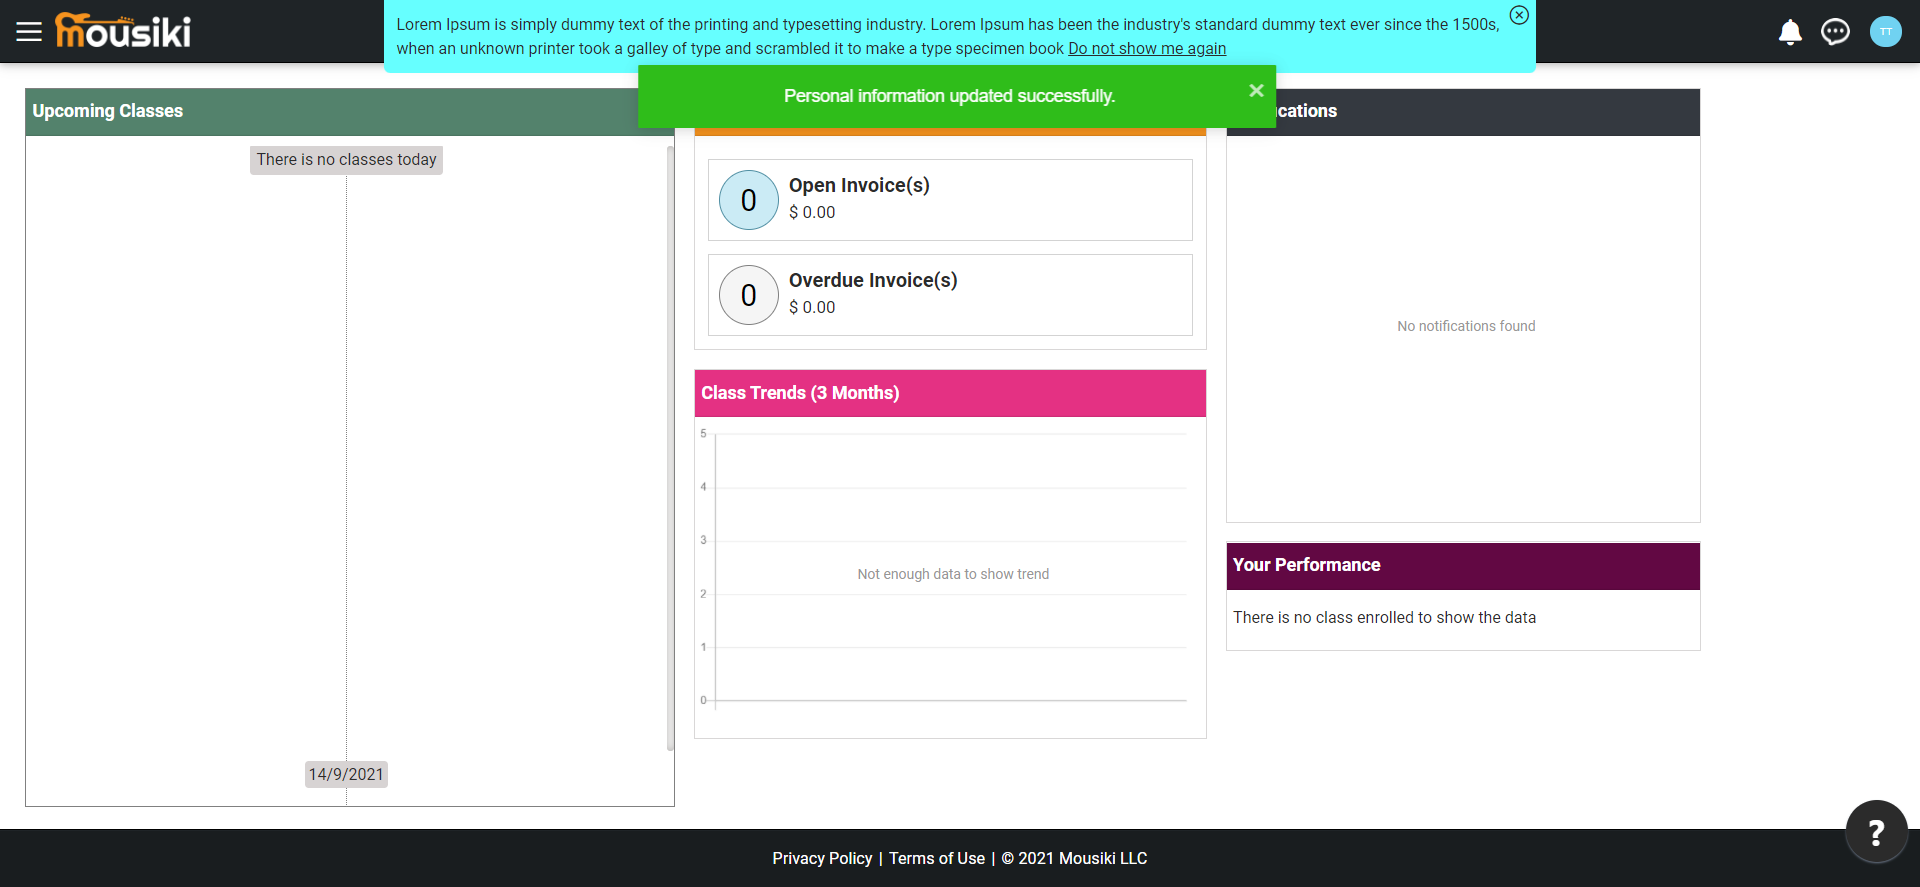 mousiki
Lorem Ipsum is simply dummy text of the printing and typesetting industry. Lorem Ipsum has been the industry's standard dummy text ever since the 1500s,
when an unknown printer took a galley of type and scrambled it to make a type specimen book Do not show me again
TT
Personal information updated successfully.
Upcoming Classes
There is no classes today
14/9/2021
0
Open Invoice(s)
$ 0.00
0
Overdue Invoice(s)
$ 0.00
Class Trends (3 Months)
5
4
3
Not enough data to show trend
2
1
0
cations
No notifications found
Your Performance
There is no class enrolled to show the data
?
Privacy Policy | Terms of Use | © 2021 Mousiki LLC